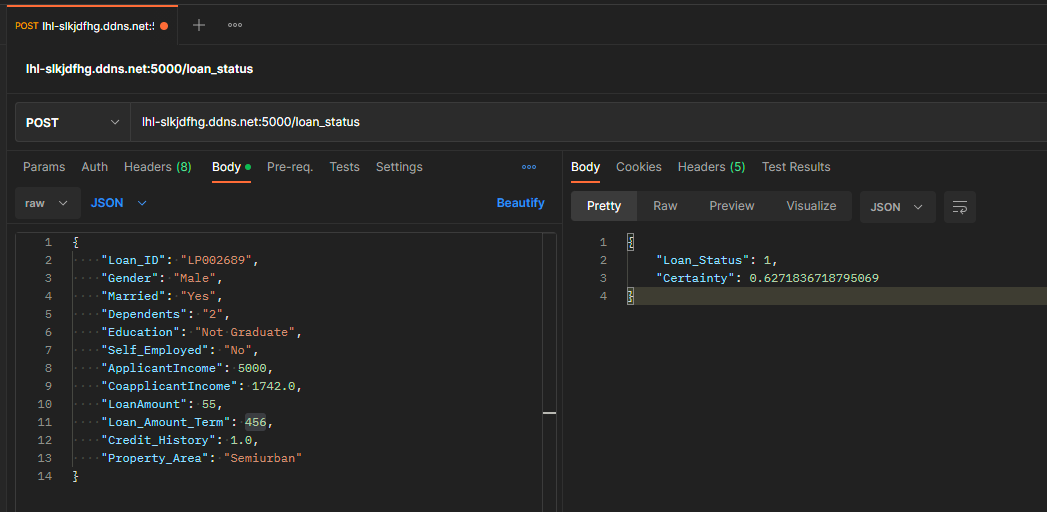 POST lhl-slkjdfhg.ddns.net:5
lhl-slkjdfhg.ddns.net:5000/loan_status
POST lhl-slkjdfhg.ddns.net:5000/loan_status
Params Auth Headers (8) Body Pre-req. Tests Settings
raw JSON Beautify
1 {
2 "Loan_ID": "LP002689",
3 "Gender": "Male",
4 "Married": "Yes",
5 "Dependents": "2",
6 "Education": "Not Graduate",
7 "Self_Employed": "No",
8 "ApplicantIncome": 5000,
9 "CoapplicantIncome": 1742.0,
10 "LoanAmount": 55,
11 "Loan_Amount_Term": 456,
12 "Credit_History": 1.0,
13 "Property_Area": "Semiurban"
14 }
Body Cookies Headers (5) Test Results
Pretty Raw Preview Visualize JSON
1 {
2 "Loan_Status": 1,
3 "Certainty": 0.6271836718795069
4 }